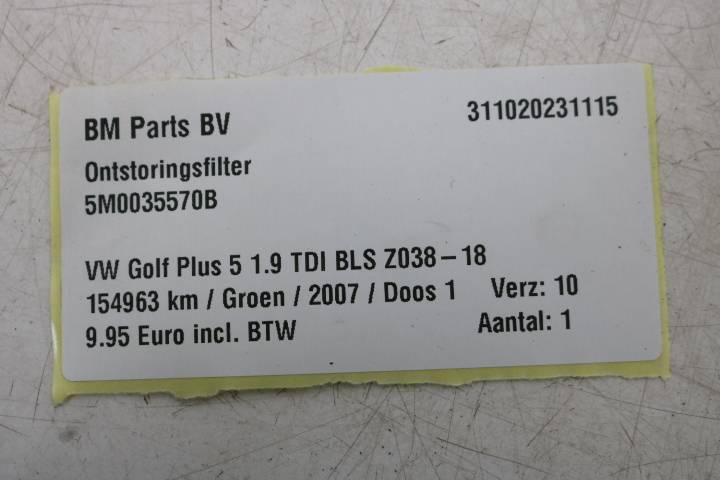 BM Parts BV 311020231115
Ontstoringsfilter
5M0035570B
VW Golf Plus 5 1.9 TDI BLS Z038-18
154963 km / Groen / 2007 / Doos 1 Verz: 10
9.95 Euro incl. BTW Aantal: 1